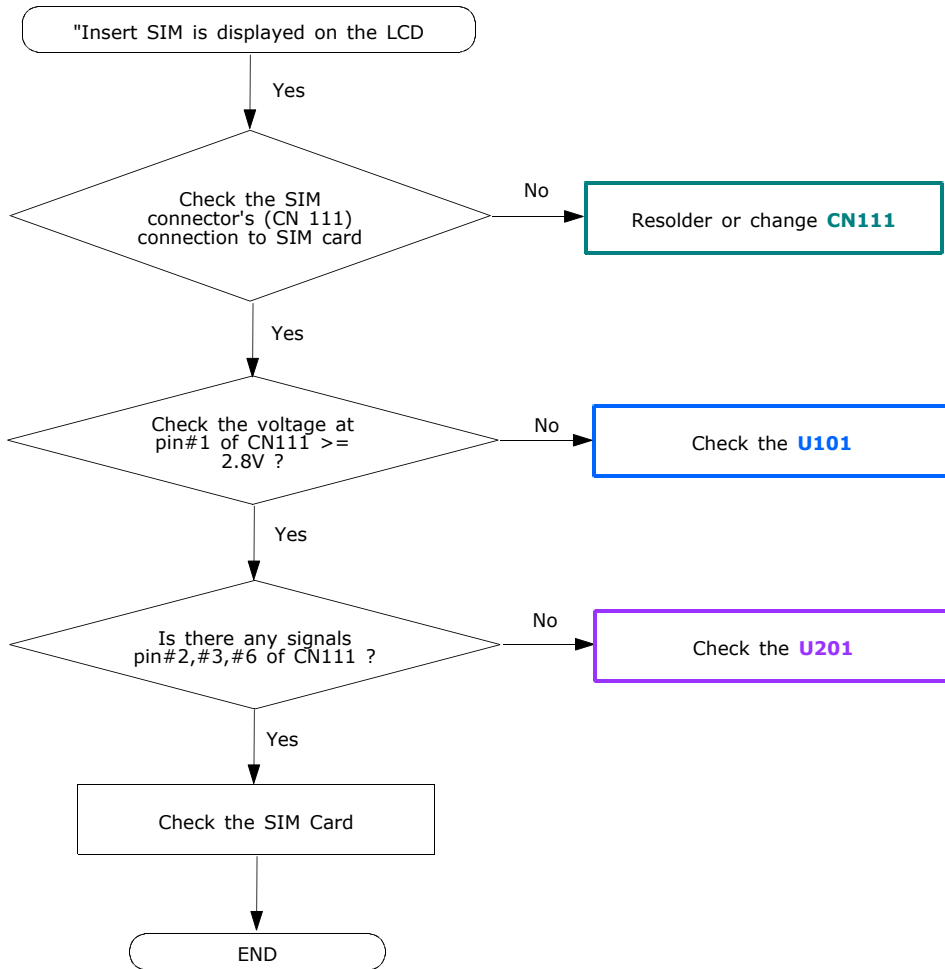 "Insert SIM is displayed on the LCD
Yes
Check the SIM
connector's (CN 111)
connection to SIM card
No
Resolder or change CN111
Yes
Check the voltage at
pin#1 of CN111 >=
2.8V ?
No
Check the U101
Yes
Is there any signals
pin#2,#3,#6 of CN111 ?
No
Check the U201
Yes
Check the SIM Card
END